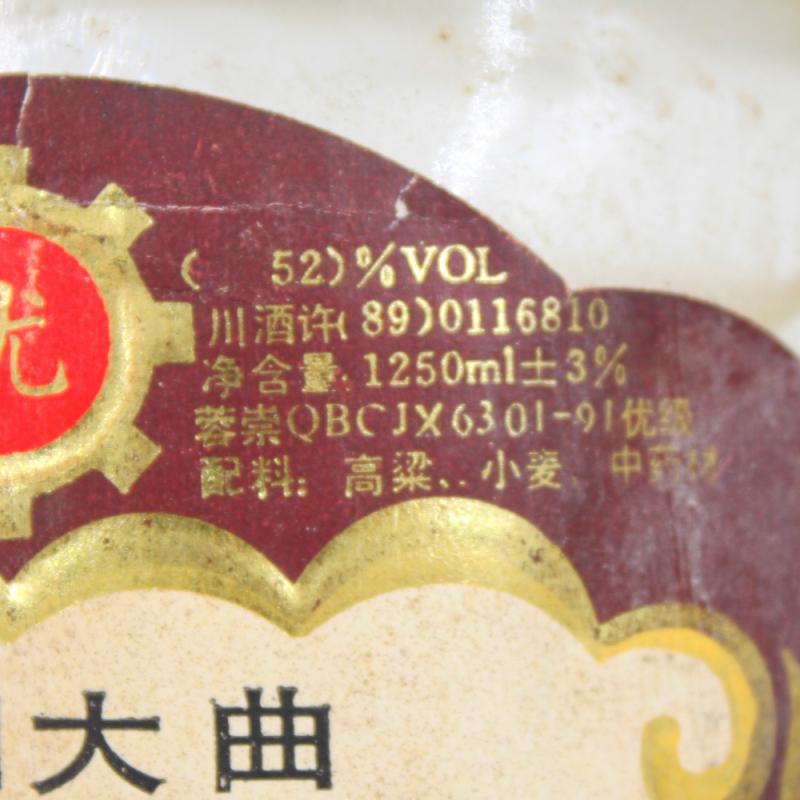 优
( 52)%VOL
川酒许(89)0116810
净含量 1250ml±3%
蓉崇QBCJX6301-91优级
配料: 高粱、小麦 中药材
大曲